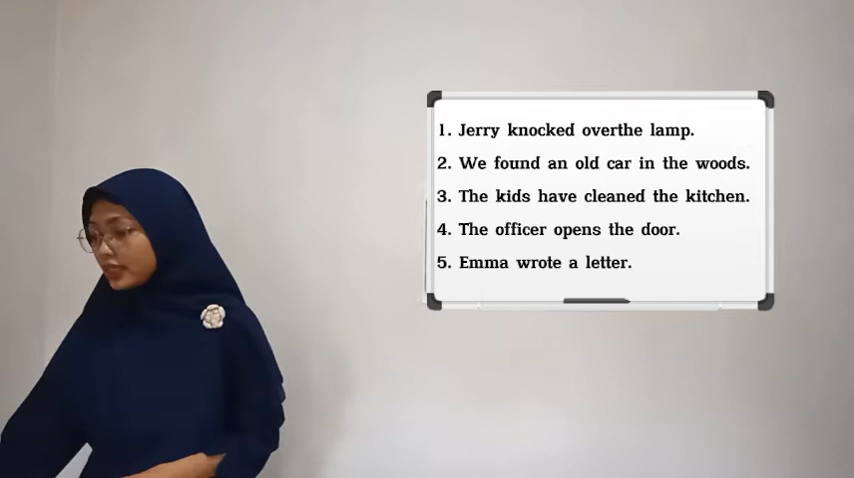 1. Jerry knocked overthe lamp.
2. We found an old car in the woods.
3. The kids have cleaned the kitchen.
4. The officer opens the door.
5. Emma wrote a letter.